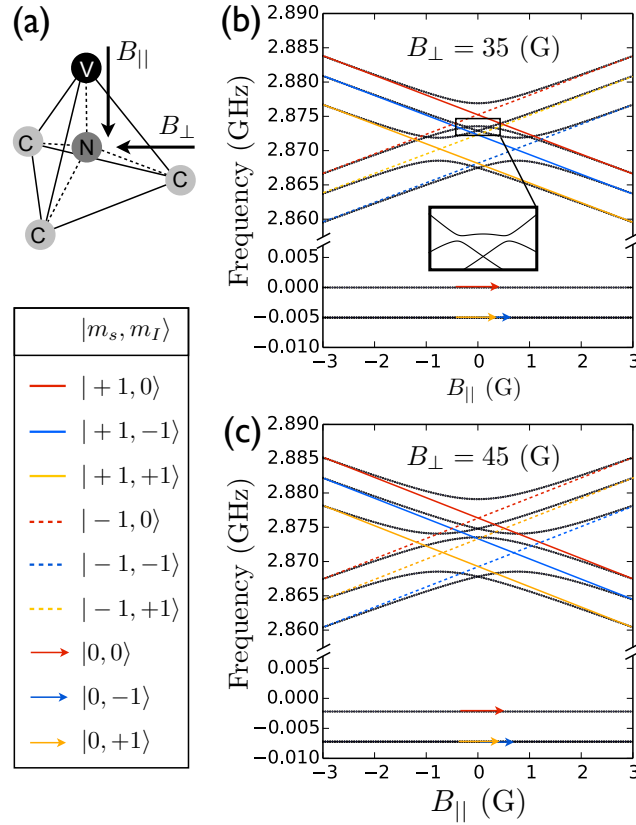 (a)
V
B||
B⊥
C
N
C
C
|m_s, m_I⟩
|+1, 0⟩
|+1, −1⟩
|+1, +1⟩
|−1, 0⟩
|−1, −1⟩
|−1, +1⟩
|0, 0⟩
|0, −1⟩
|0, +1⟩
(b)
B⊥ = 35 (G)
Frequency (GHz)
2.890
2.885
2.880
2.875
2.870
2.865
2.860
0.005
0.000
−0.005
−0.010
−3 −2 −1 0 1 2 3
B|| (G)
(c)
B⊥ = 45 (G)
Frequency (GHz)
2.890
2.885
2.880
2.875
2.870
2.865
2.860
0.005
−0.002
−0.005
−0.010
−3 −2 −1 0 1 2 3
B|| (G)